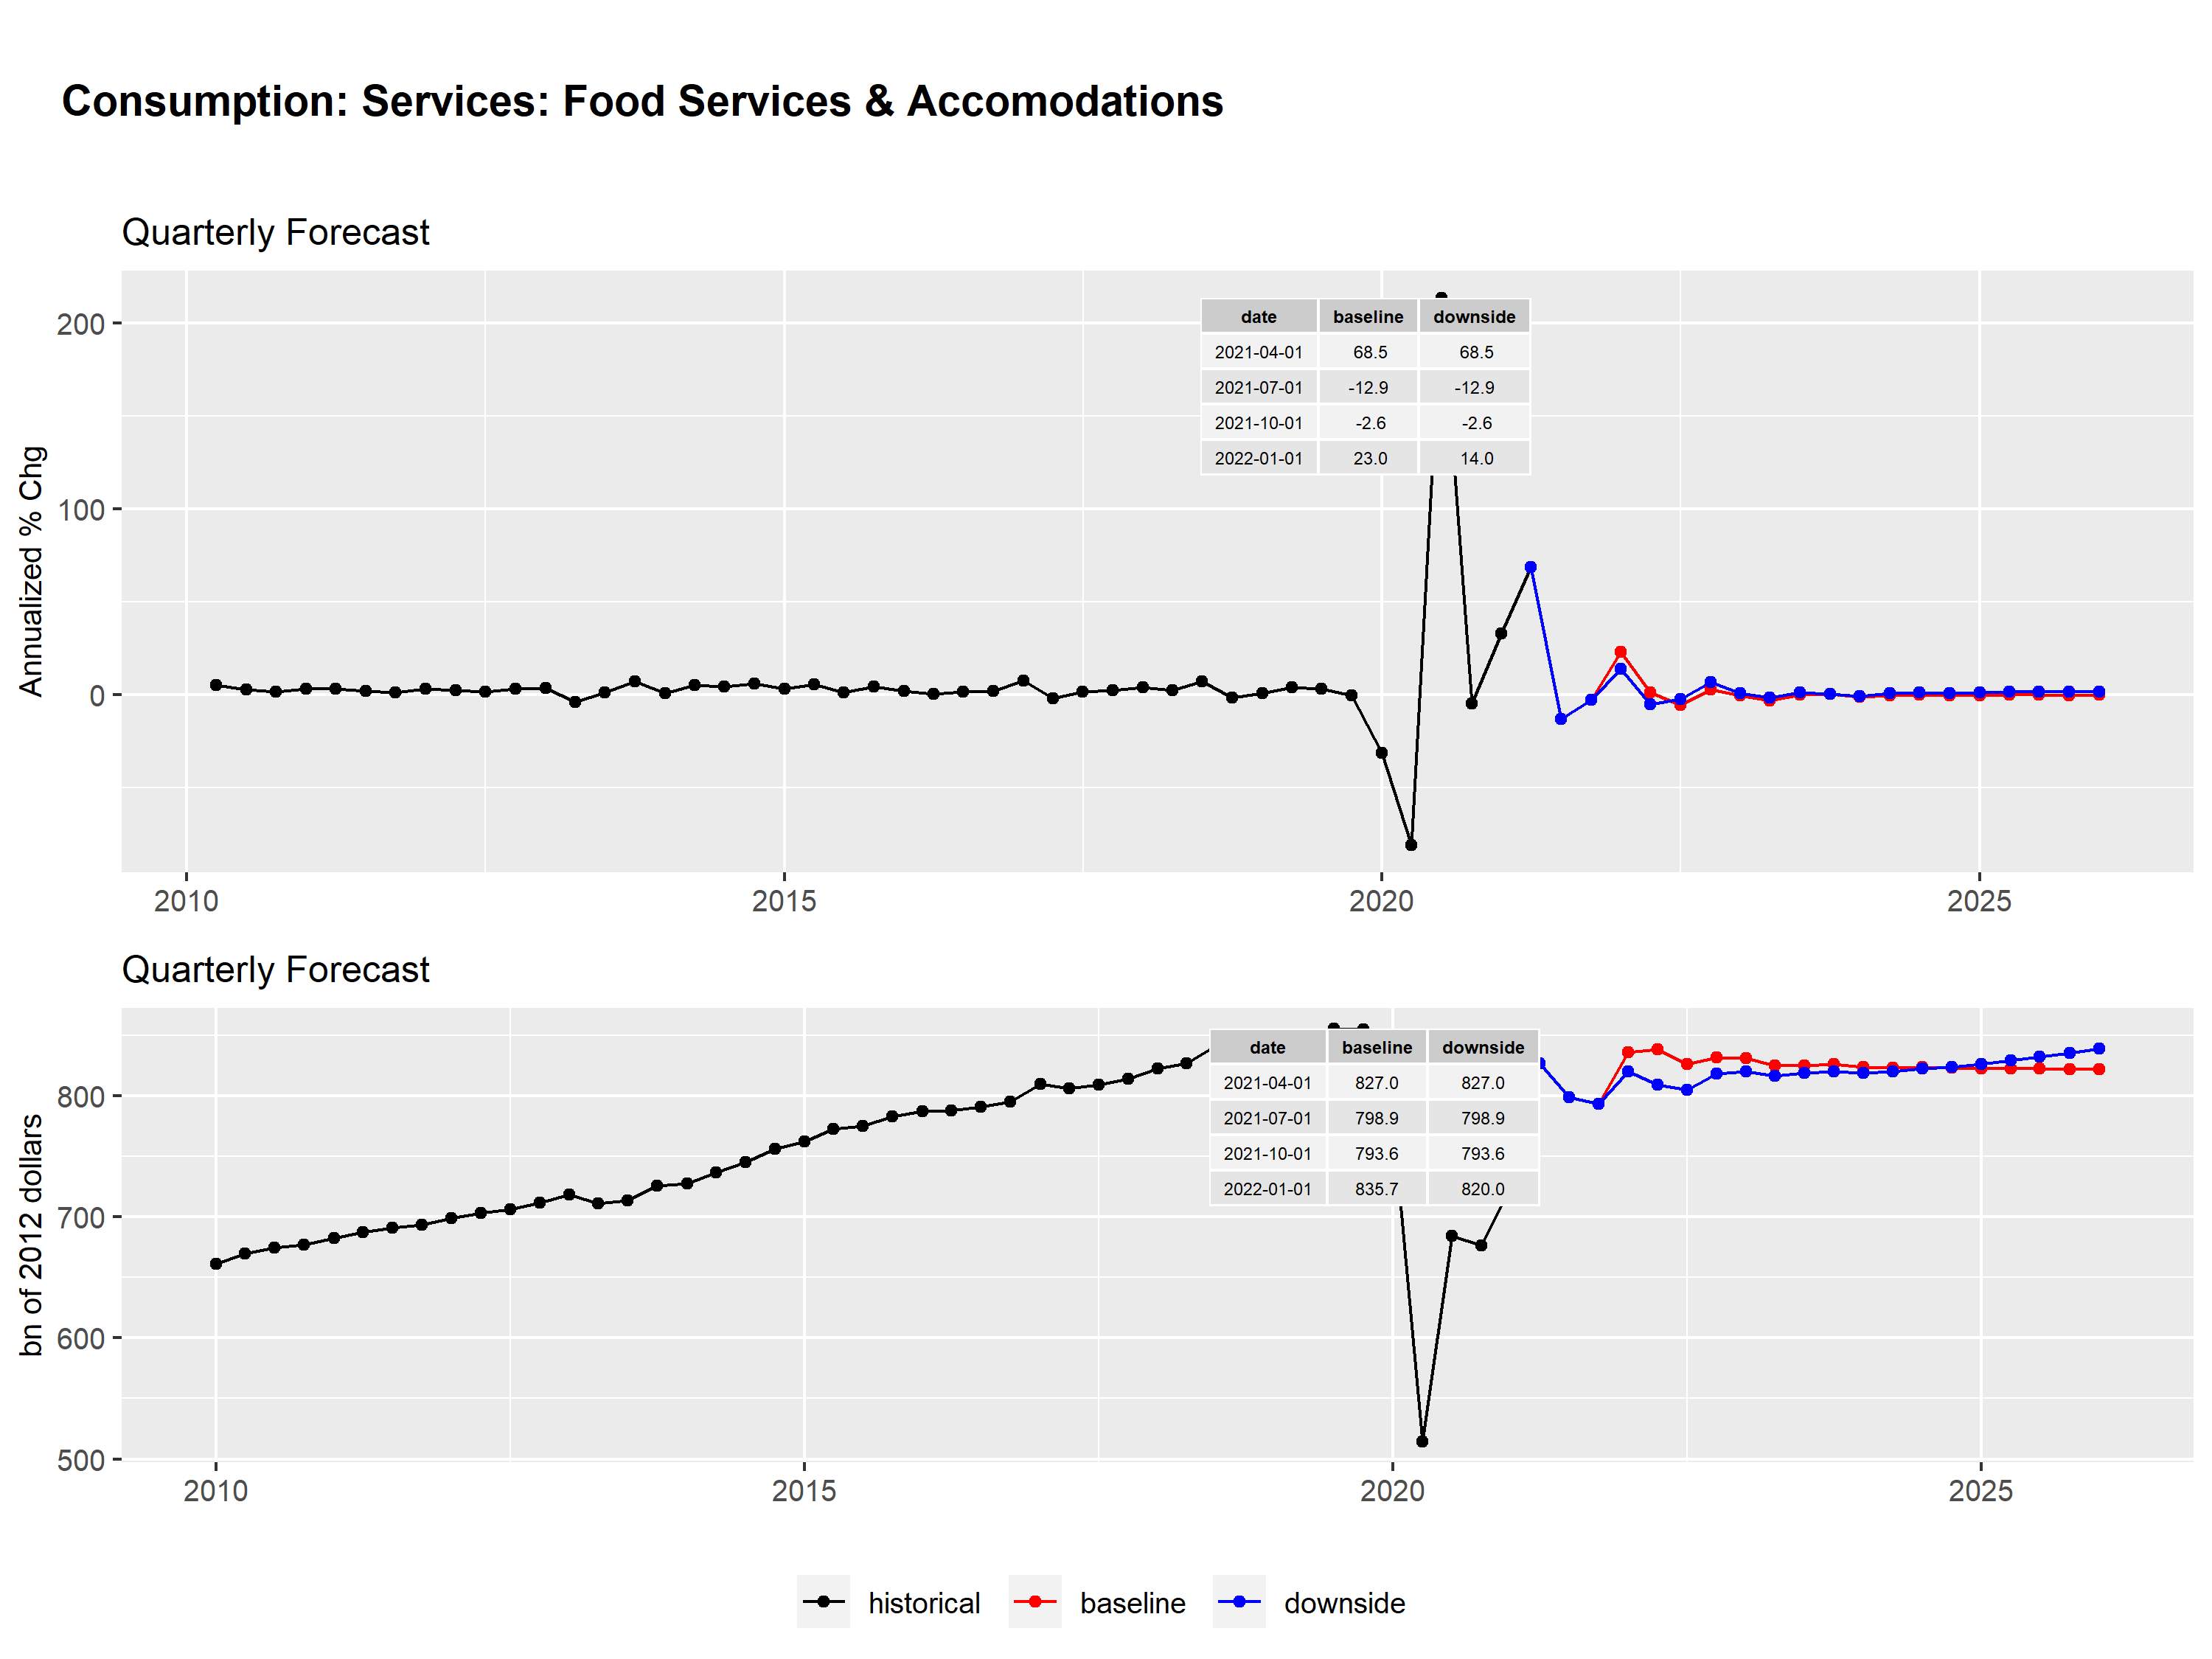 Consumption: Services: Food Services & Accomodations
Quarterly Forecast
Annualized % Chg
200
100
0
date baseline downside
2021-04-01 68.5 68.5
2021-07-01 -12.9 -12.9
2021-10-01 -2.6 -2.6
2022-01-01 23.0 14.0
2010 2015 2020 2025
Quarterly Forecast
bn of 2012 dollars
800
700
600
500
date baseline downside
2021-04-01 827.0 827.0
2021-07-01 798.9 798.9
2021-10-01 793.6 793.6
2022-01-01 835.7 820.0
2010 2015 2020 2025
historical baseline downside